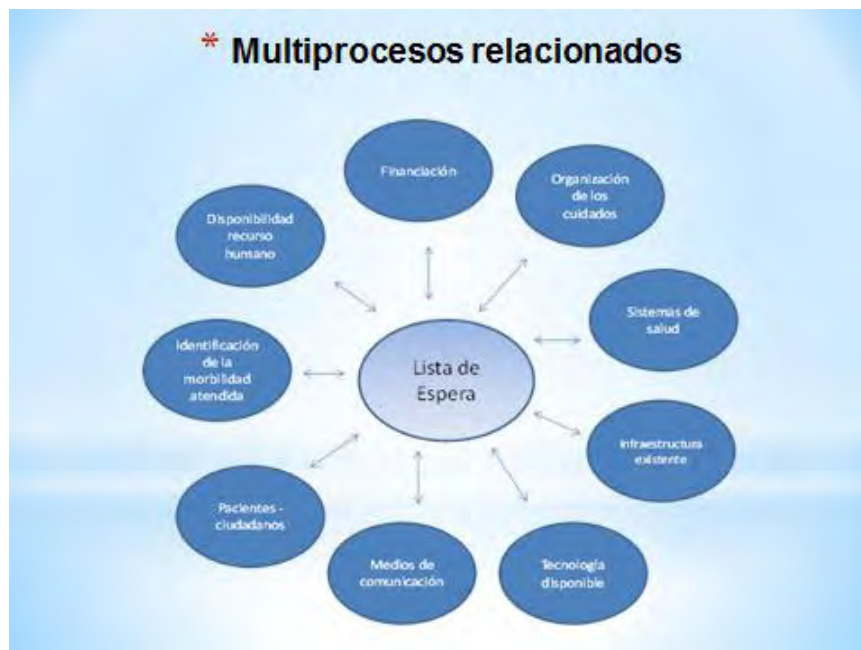 * Multiprocesos relacionados
Financiación
Organización
de los
cuidados
Sistemas de
salud
Infraestructura
existente
Tecnología
disponible
Medios de
comunicación
Pacientes -
ciudadanos
Identificación
de la
morbilidad
atendida
Disponibilidad
recurso
humano
Lista de
Espera